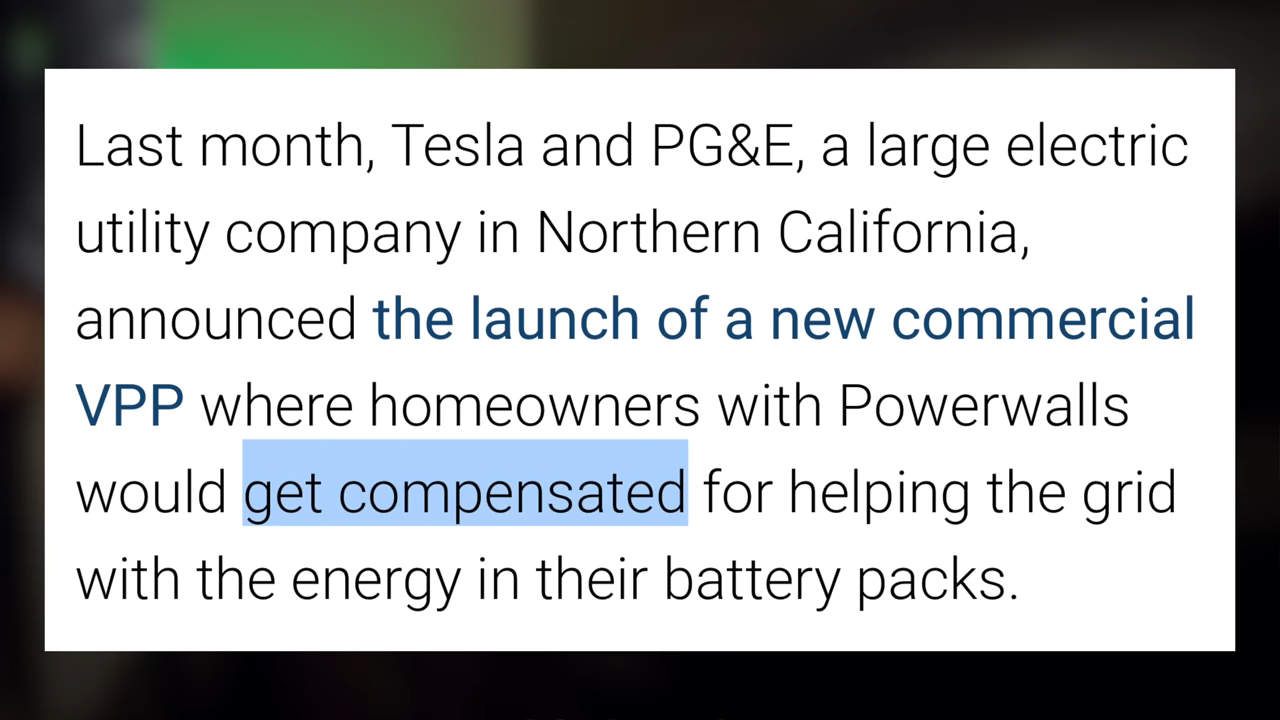 Last month, Tesla and PG&E, a large electric
utility company in Northern California,
announced the launch of a new commercial
VPP where homeowners with Powerwalls
would get compensated for helping the grid
with the energy in their battery packs.